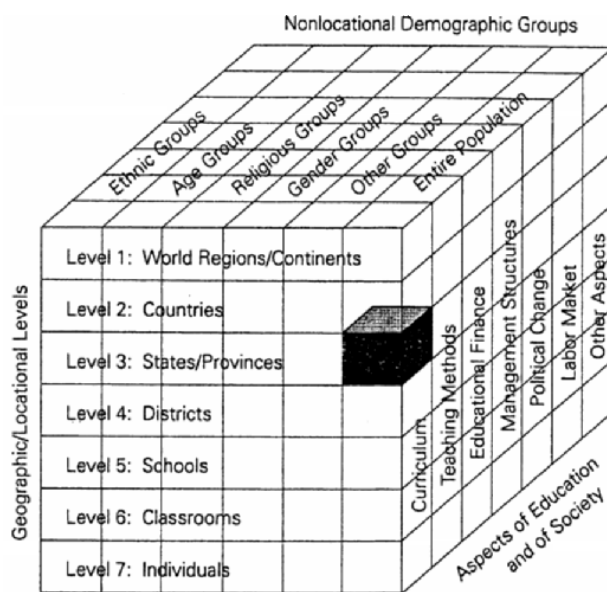 Nonlocational Demographic Groups
Ethnic Groups
Age Groups
Religious Groups
Gender Groups
Other Groups
Entire Population
Geographic/Locational Levels
Level 1: World Regions/Continents
Level 2: Countries
Level 3: States/Provinces
Level 4: Districts
Level 5: Schools
Level 6: Classrooms
Level 7: Individuals
Curriculum
Teaching Methods
Educational Finance
Management Structures
Political Change
Labor Market
Other Aspects
Aspects of Education
and of Society